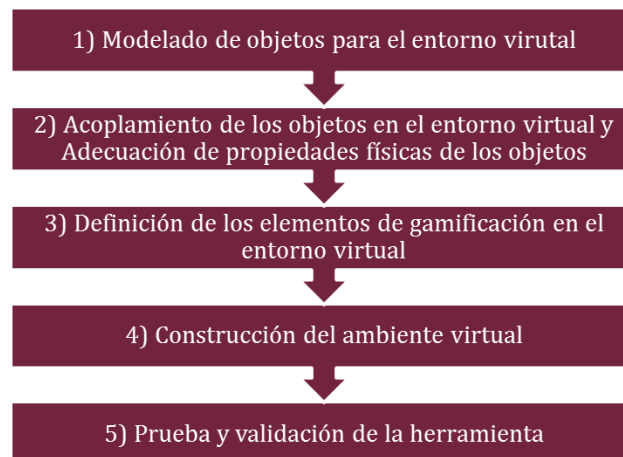 1) Modelado de objetos para el entorno virutal
2) Acoplamiento de los objetos en el entorno virtual y
Adecuación de propiedades físicas de los objetos
3) Definición de los elementos de gamificación en el
entorno virtual
4) Construcción del ambiente virtual
5) Prueba y validación de la herramienta